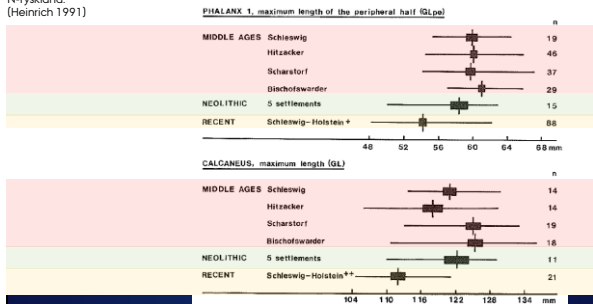 (Heinrich 1991)
PHALANX 1, maximum length of the peripheral half (GLpe)
n
MIDDLE AGES Schleswig 19
Hitzacker 46
Scharstorf 37
Bischofswarder 29
NEOLITHIC 5 settlements 15
RECENT Schleswig-Holstein+ 88
48 52 56 60 64 68 mm
CALCANEUS, maximum length (GL)
n
MIDDLE AGES Schleswig 14
Hitzacker 14
Scharstorf 19
Bischofswarder 18
NEOLITHIC 5 settlements 11
RECENT Schleswig-Holstein++ 21
104 110 116 122 128 134 mm